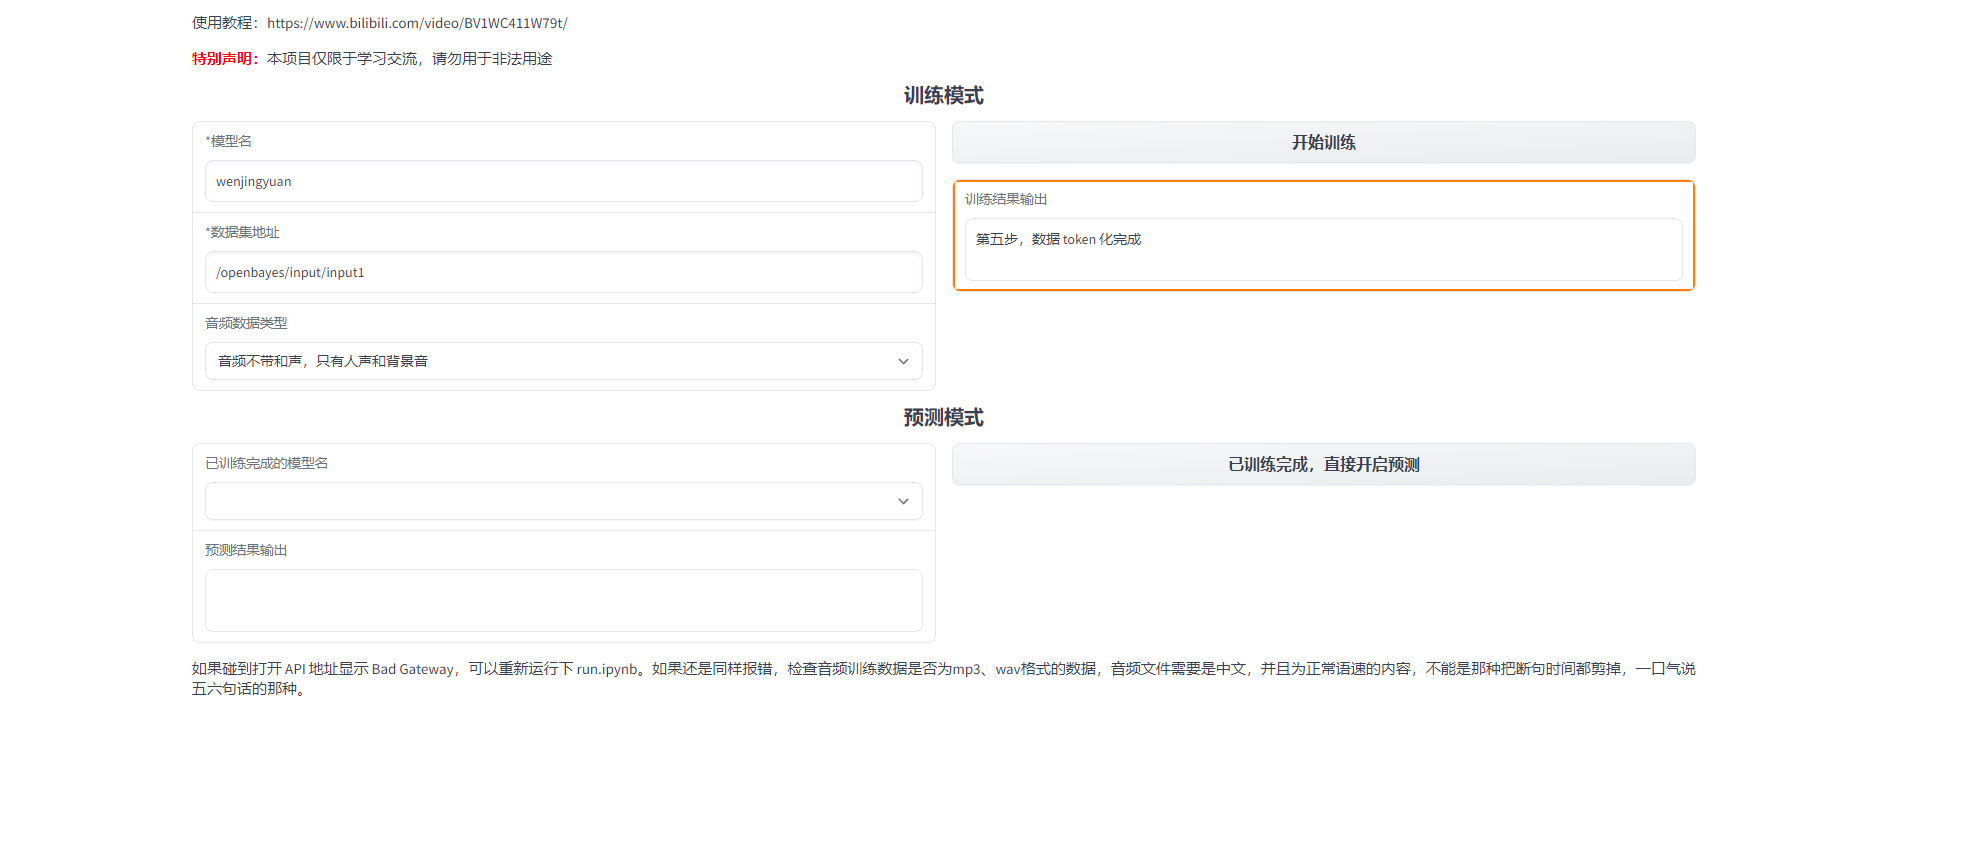 使用教程：https://www.bilibili.com/video/BV1WC411W79t/
特别声明：本项目仅限于学习交流，请勿用于非法用途
训练模式
*模型名
wenjingyuan
*数据集地址
/openbayes/input/input1
音频数据类型
音频不带和声，只有人声和背景音
开始训练
训练结果输出
第五步，数据 token 化完成
预测模式
已训练完成的模型名
预测结果输出
已训练完成，直接开启预测
如果碰到打开 API 地址显示 Bad Gateway，可以重新运行下 run.ipynb。如果还是同样报错，检查音频训练数据是否为mp3、wav格式的数据，音频文件需要是中文，并且为正常语速的内容，不能是那种把断句时间都剪掉，一口气说
五六句话的那种。